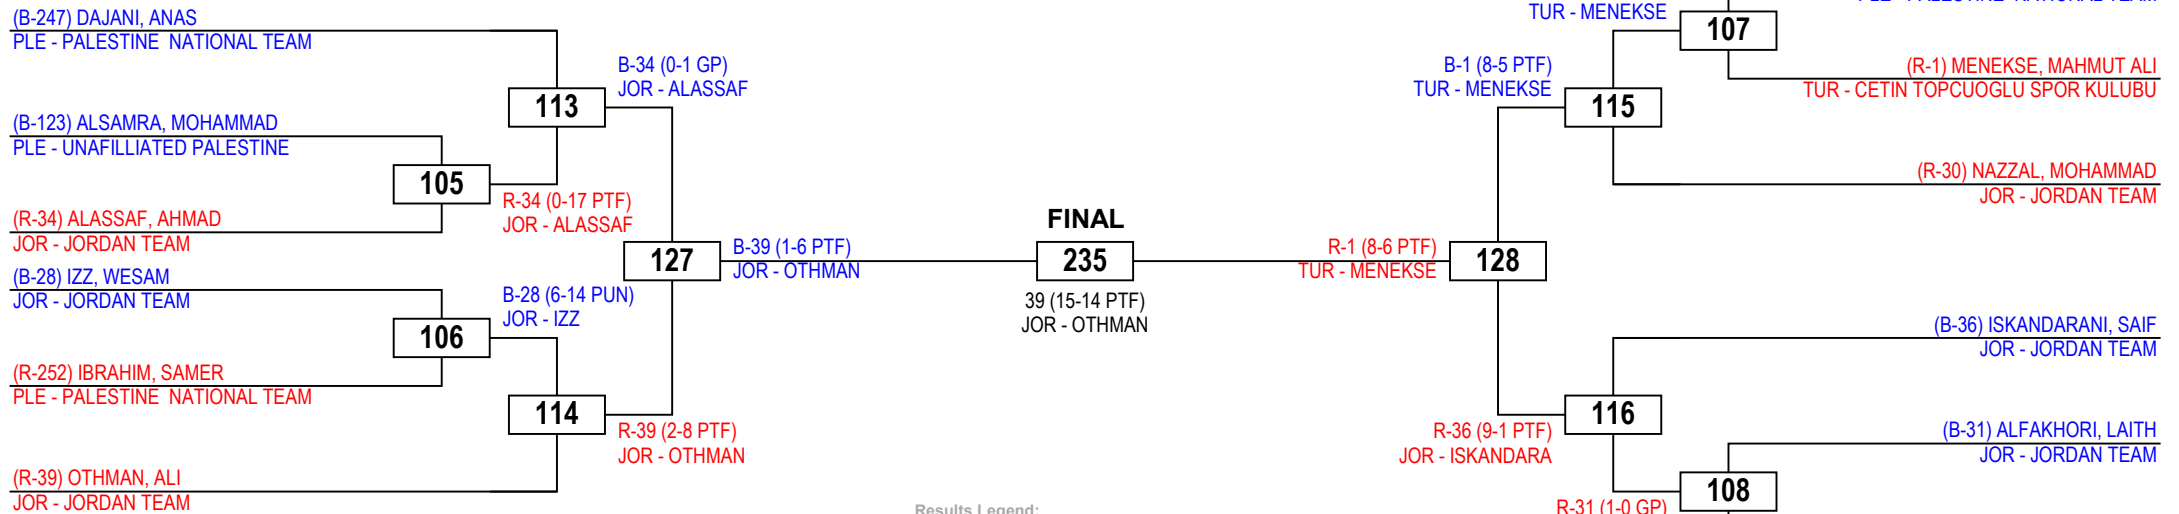 (B-247) DAJANI, ANAS
PLE - PALESTINE  NATIONAL TEAM
(B-123) ALSAMRA, MOHAMMAD
PLE - UNAFILLIATED PALESTINE
(R-34) ALASSAF, AHMAD
JOR - JORDAN TEAM
(B-28) IZZ, WESAM
JOR - JORDAN TEAM
(R-252) IBRAHIM, SAMER
PLE - PALESTINE  NATIONAL TEAM
(R-39) OTHMAN, ALI
JOR - JORDAN TEAM
105
R-34 (0-17 PTF)
JOR - ALASSAF
106
B-28 (6-14 PUN)
JOR - IZZ
113
B-34 (0-1 GP)
JOR - ALASSAF
114
R-39 (2-8 PTF)
JOR - OTHMAN
127
B-39 (1-6 PTF)
JOR - OTHMAN
FINAL
235
39 (15-14 PTF)
JOR - OTHMAN
Results Legend:
R-1 (8-6 PTF)
TUR - MENEKSE
128
B-1 (8-5 PTF)
TUR - MENEKSE
115
R-36 (9-1 PTF)
JOR - ISKANDARA
116
TUR - MENEKSE
107
R-31 (1-0 GP)
108
PLE - PALESTINE  NATIONAL TEAM
(R-1) MENEKSE, MAHMUT ALI
TUR - CETIN TOPCUOGLU SPOR KULUBU
(R-30) NAZZAL, MOHAMMAD
JOR - JORDAN TEAM
(B-36) ISKANDARANI, SAIF
JOR - JORDAN TEAM
(B-31) ALFAKHORI, LAITH
JOR - JORDAN TEAM